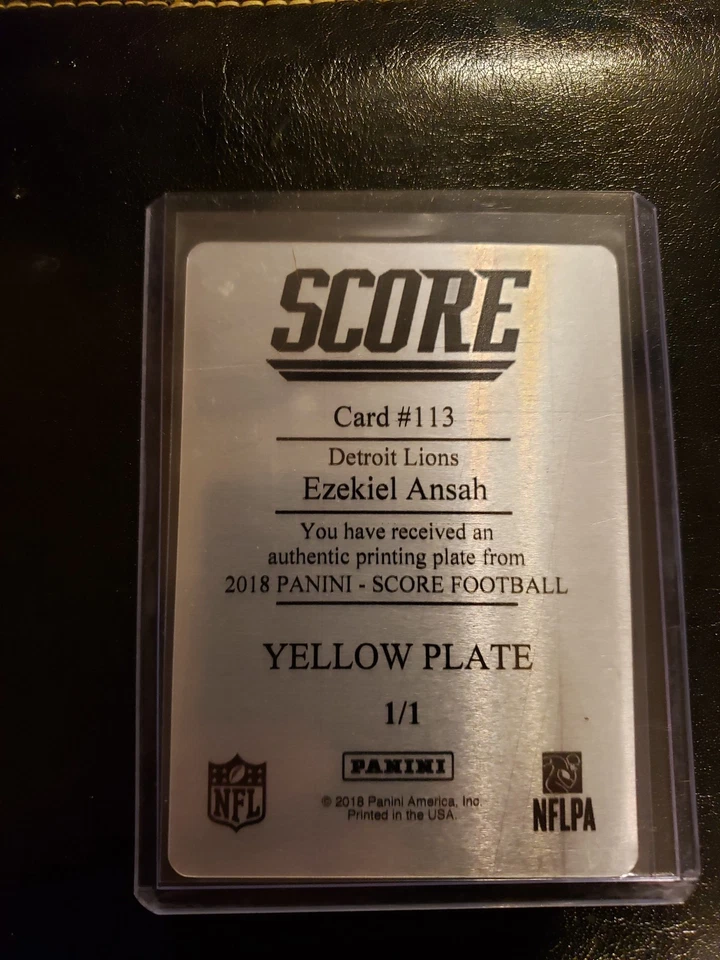 SCORE
Card #113
Detroit Lions
Ezekiel Ansah
You have received an
authentic printing plate from
2018 PANINI - SCORE FOOTBALL
YELLOW PLATE
1/1
PANINI
NFL
© 2018 Panini America, Inc.
Printed in the USA.
NFLPA